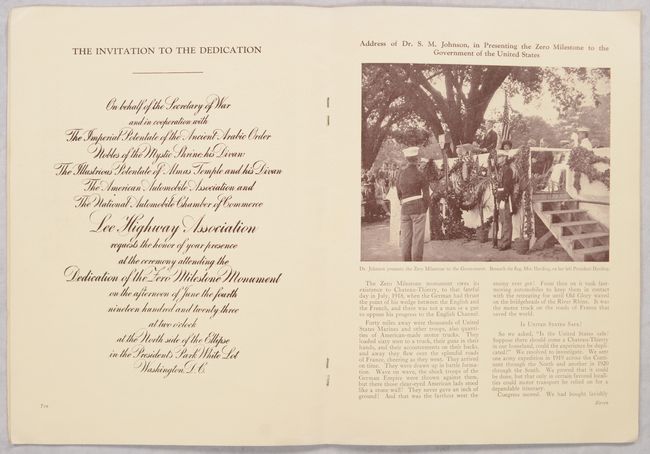 THE INVITATION TO THE DEDICATION
On behalf of the Secretary of War
and in cooperation with
The Imperial Potentate of the Ancient Arabic Order
Nobles of the Mystic Shrine-his Divan
The Illustrious Potentate of Almas Temple and his Divan
The American Automobile Association and
The National Automobile Chamber of Commerce
Lee Highway Association
requests the honor of your presence
at the ceremony attending the
Dedication of the Zero Milestone Monument
on the afternoon of June the fourth
nineteen hundred and twenty three
at two o'clock
at the North side of the Ellipse
in the President's Park White Lot
Washington, D.C.
Ten
Address of Dr. S. M. Johnson, in Presenting the Zero Milestone to the
Government of the United States
Dr. Johnson presents the Zero Milestone to the Government. Beneath the flag, Mrs. Harding, on her left President Harding.
The Zero Milestone monument owes its
existence to Chateau-Thierry, to that fateful
day in July, 1918, when the German had thrust
the point of his wedge between the English and
the French, and there was not a man or a gun
to oppose his progress to the English Channel.
Forty miles away were thousands of United
States Marines and other troops, also quanti-
ties of American-made motor trucks. They
loaded sixty men to a truck, their guns in their
hands, and their accoutrements on their backs,
and away they flew over the splendid roads
of France, cheering as they went. They arrived
on time. They were drawn up in battle forma-
tion. Wave on wave, the shock troops of the
German Empire were thrown against them,
but there those clear-eyed American lads stood
like a stone wall! They never gave an inch of
ground! And that was the farthest west the
enemy ever got! From then on it took fast-
moving automobiles to keep them in contact
with the retreating foe until Old Glory waved
on the bridgeheads of the River Rhine. It was
the motor truck on the roads of France that
saved the world.
Is United States Safe?
So we asked, "Is the United States safe?
Suppose there should come a Chateau-Thierry
in our homeland, could the experience be dupli-
cated?" We resolved to investigate. We sent
one army expedition in 1919 across the Con-
tinent through the North and another in 1920
through the South. We proved that it could
be done, but that only in certain favored locali-
ties could motor transport be relied on for a
dependable itinerary.
Congress moved. We had bought lavishly
Eleven